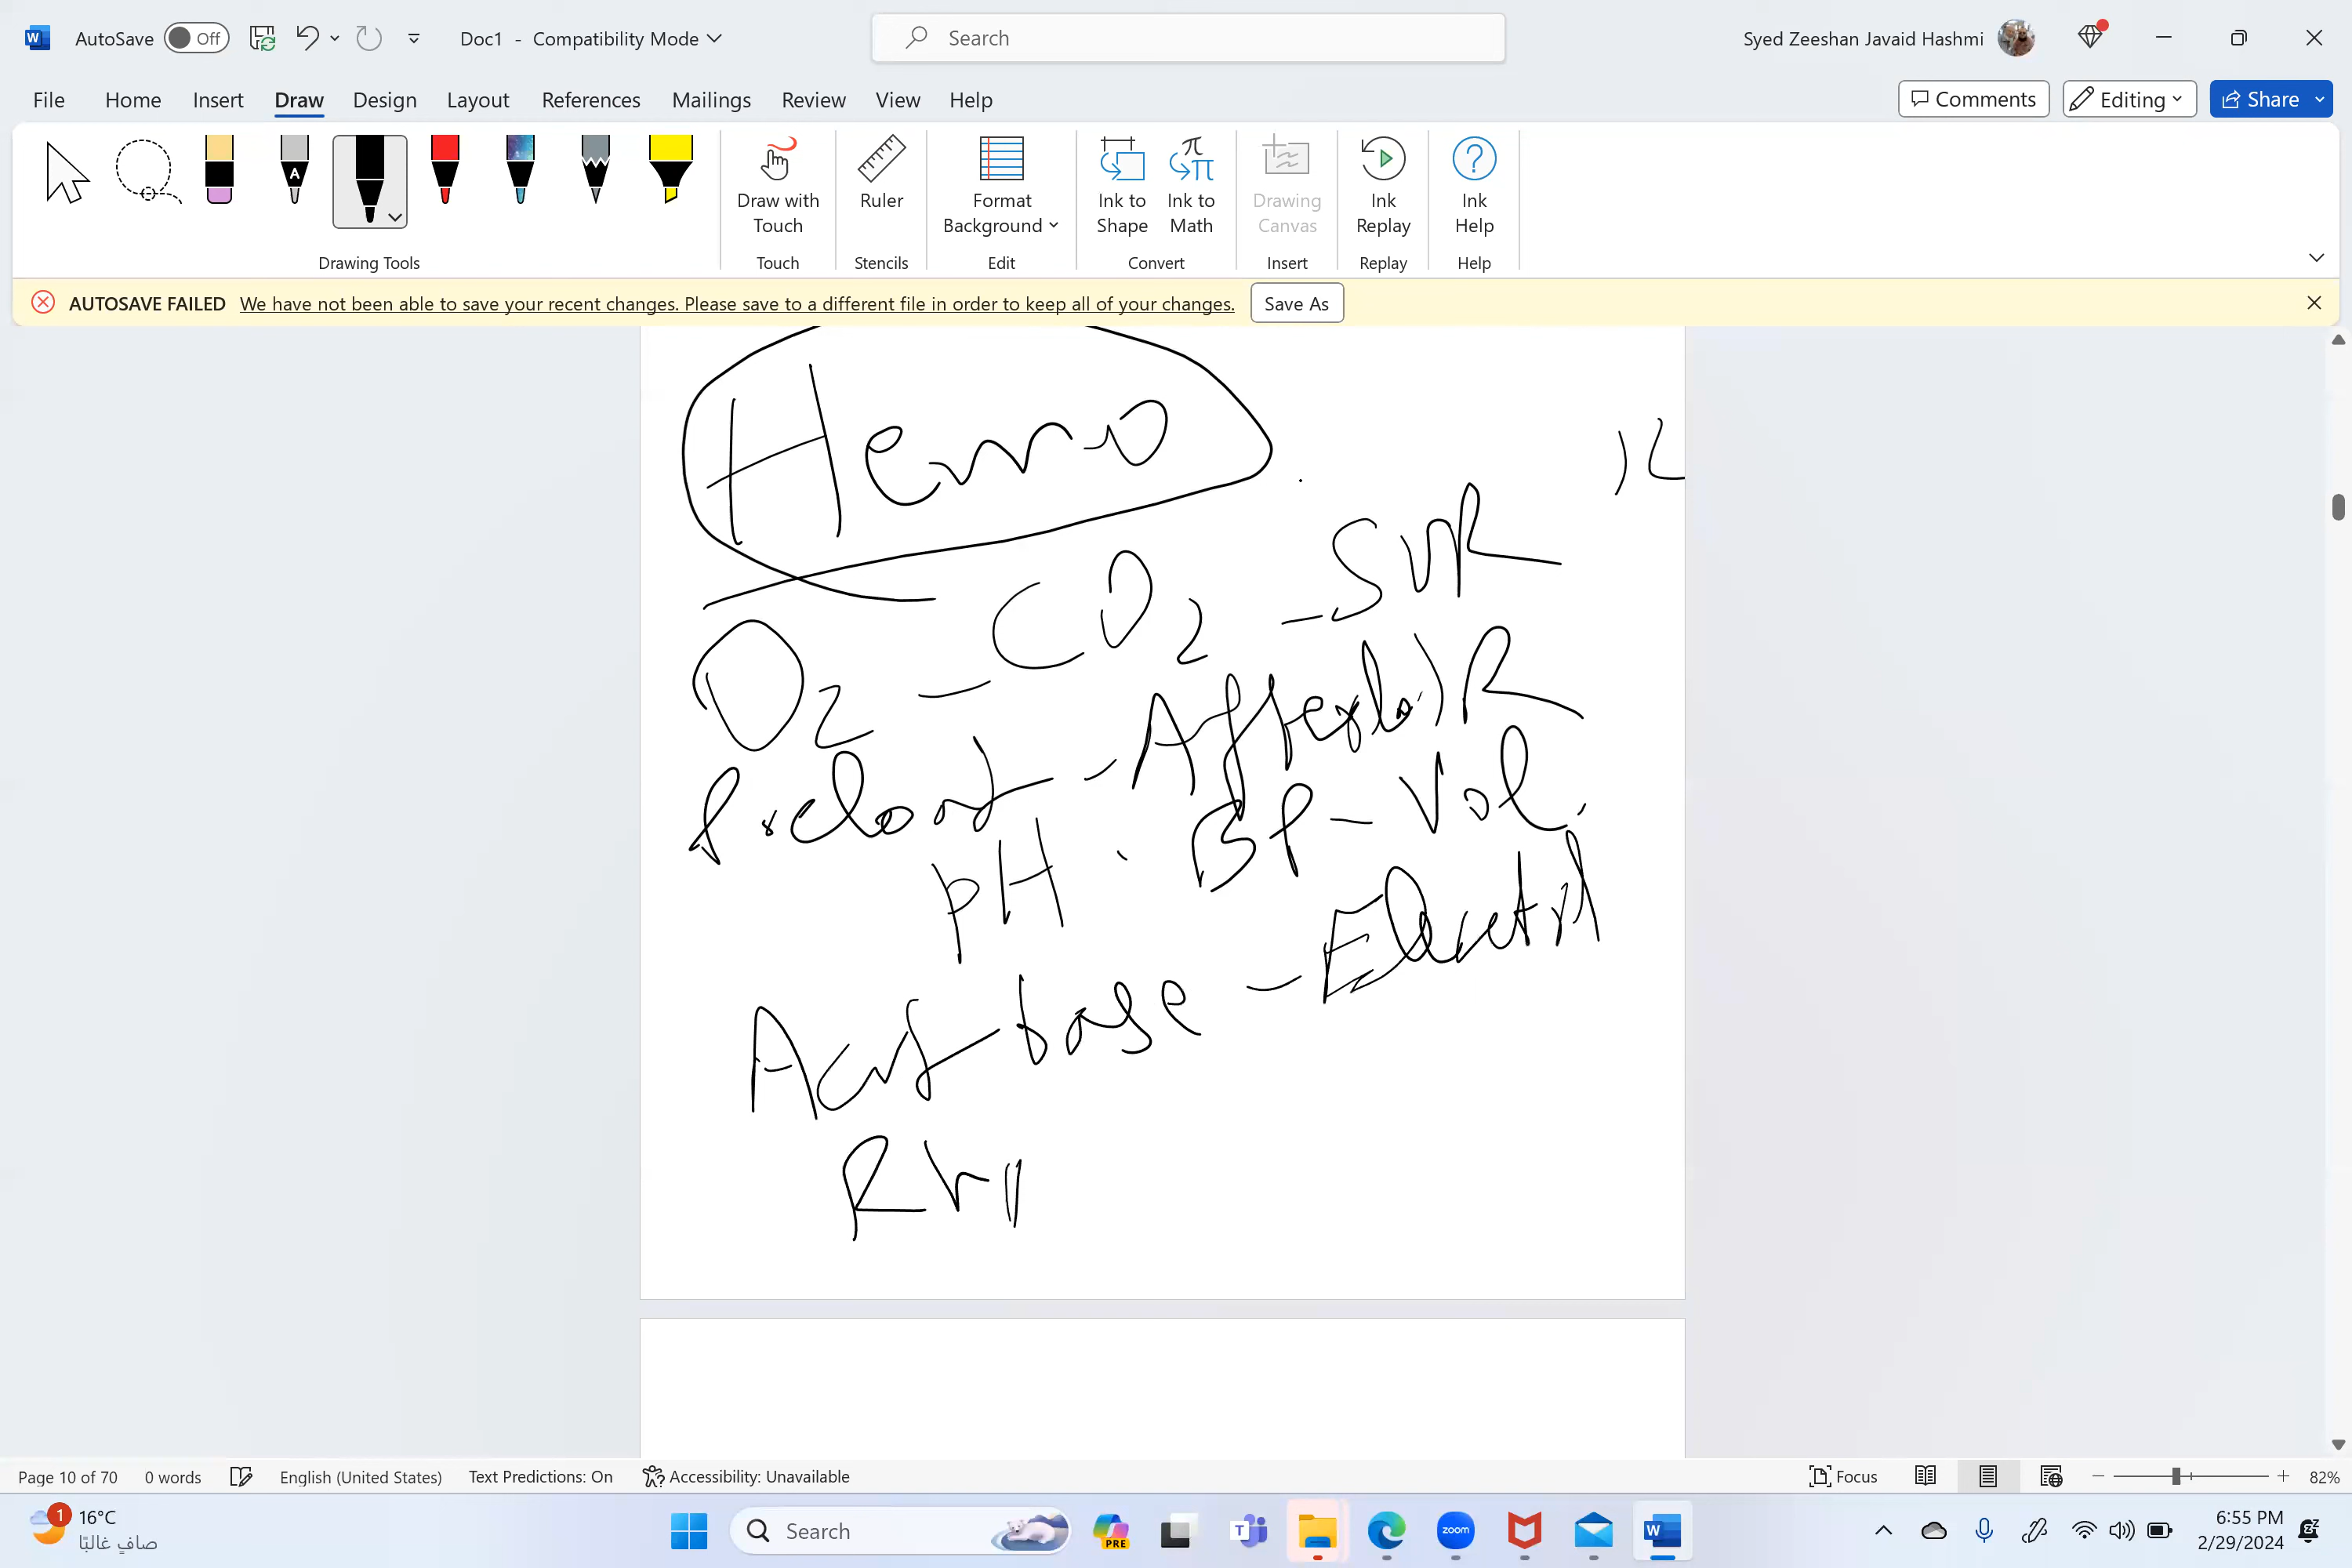 AutoSave Off Doc1 - Compatibility Mode Search Syed Zeeshan Javaid Hashmi
File Home Insert Draw Design Layout References Mailings Review View Help Comments Editing Share
A
Draw with Touch Ruler Format Background Ink to Shape Ink to Math Drawing Canvas Ink Replay Ink Help
Drawing Tools Touch Stencils Edit Convert Insert Replay Help
AUTOSAVE FAILED We have not been able to save your recent changes. Please save to a different file in order to keep all of your changes. Save As
Hemo
O2 - CO2 - SVR
Preload - Afterload R
pH . BP - Vol.
Acid-base -
Page 10 of 70 0 words English (United States) Text Predictions: On Accessibility: Unavailable Focus 82%
1 16°C
صافٍ غالبًا
Search PRE zoom
6:55 PM
2/29/2024